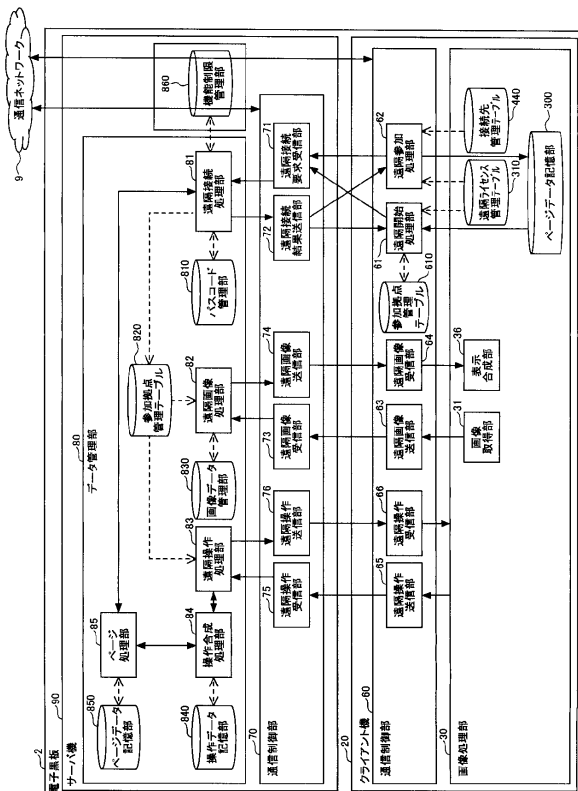 電子黒板
2
サーバ機
90
データ管理部
80
通信ネットワーク
9
機能制限
管理部
860
遠隔接続
処理部
81
パスコード
管理部
810
参加拠点
管理テーブル
820
遠隔画像
処理部
82
画像データ
管理部
830
遠隔操作
処理部
83
操作合成
処理部
84
操作データ
記憶部
840
ページ
処理部
85
ページデータ
記憶部
850
通信制御部
70
遠隔接続
要求受信部
71
遠隔接続
結果送信部
72
遠隔画像
送信部
74
遠隔画像
受信部
73
遠隔操作
送信部
76
遠隔操作
受信部
75
クライアント機
20
通信制御部
60
遠隔参加
処理部
62
遠隔開始
処理部
61
参加拠点
管理
テーブル
610
遠隔画像
受信部
64
遠隔画像
送信部
63
遠隔操作
受信部
66
遠隔操作
送信部
65
画像処理部
30
接続先
管理テーブル
440
遠隔ライセンス
管理テーブル
310
ページデータ記憶部
300
表示
合成部
36
画像
取得部
31